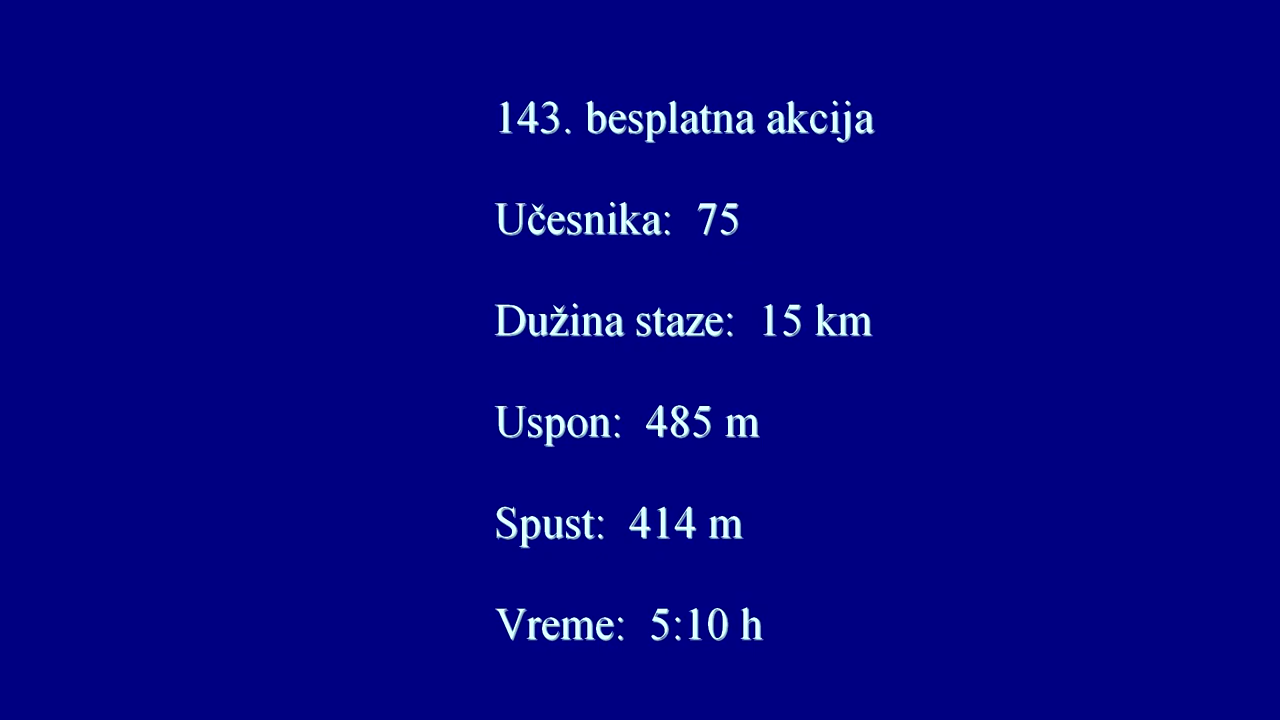 143. besplatna akcija
Učesnika:  75
Dužina staze:  15 km
Uspon:  485 m
Spust:  414 m
Vreme:  5:10 h